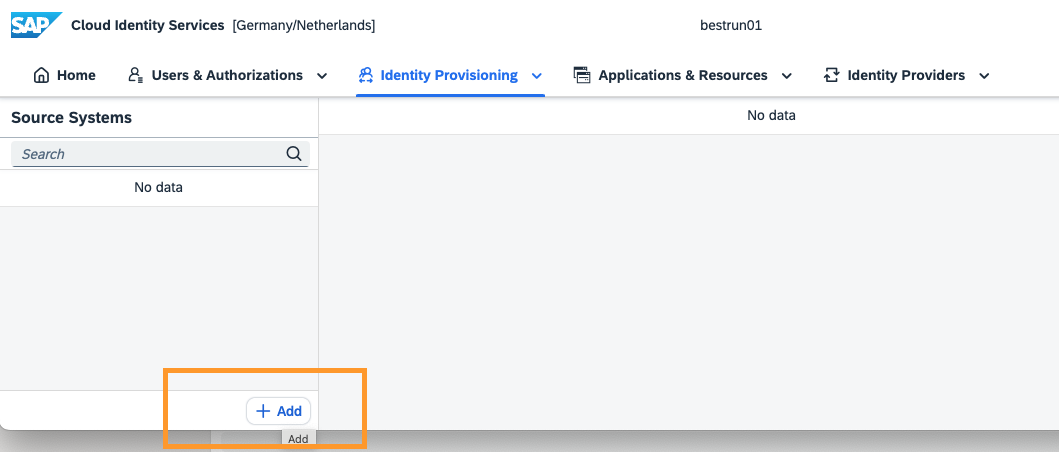 SAP Cloud Identity Services [Germany/Netherlands] bestrun01
Home Users & Authorizations Identity Provisioning Applications & Resources Identity Providers
Source Systems
No data
Search
No data
+ Add
Add